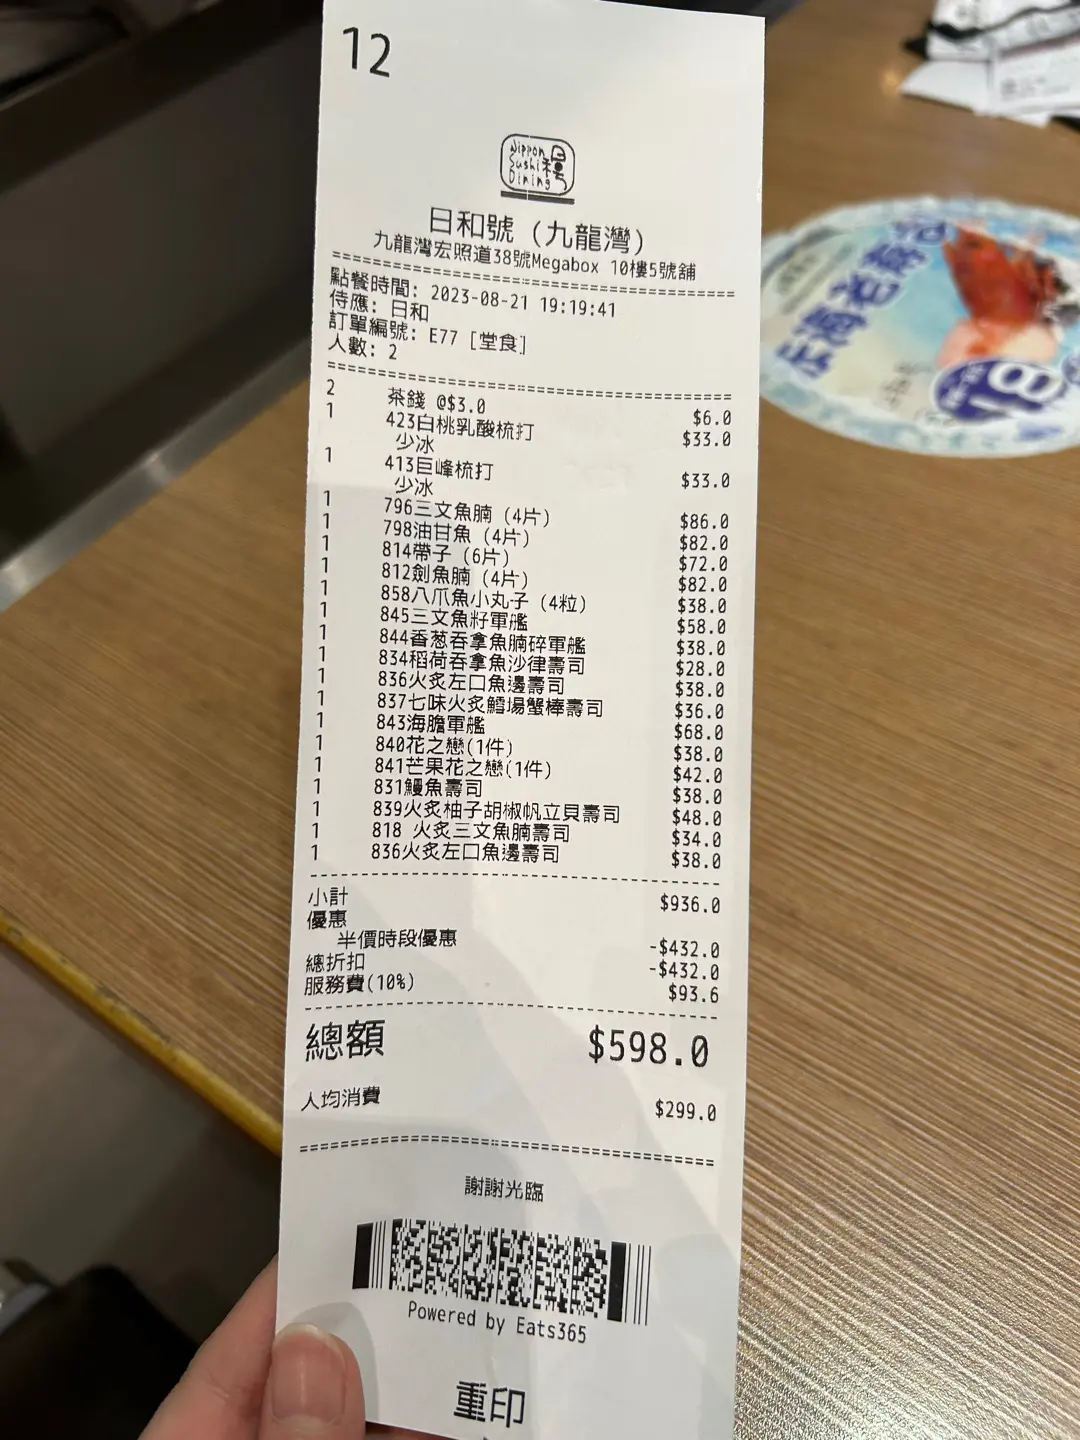 12
Nippon
Sushi
Dining
日和號 (九龍灣)
九龍灣宏照道38號Megabox 10樓5號舖
點餐時間: 2023-08-21 19:19:41
侍應: 日和
訂單編號: E77 [堂食]
人數: 2
2 茶錢 @$3.0 $6.0
1 423白桃乳酸梳打 $33.0
少冰
1 413巨峰梳打 $33.0
少冰
1 796三文魚腩 (4片) $86.0
1 798油甘魚 (4片) $82.0
1 814帶子 (6片) $72.0
1 812劍魚腩 (4片) $82.0
1 858八爪魚小丸子 (4粒) $38.0
1 845三文魚籽軍艦 $58.0
1 844香葱吞拿魚腩碎軍艦 $38.0
1 834稻荷吞拿魚沙律壽司 $28.0
1 836火炙左口魚邊壽司 $38.0
1 837七味火炙鱈場蟹棒壽司 $36.0
1 843海膽軍艦 $68.0
1 840花之戀(1件) $38.0
1 841芒果花之戀(1件) $42.0
1 831鰻魚壽司 $38.0
1 839火炙柚子胡椒帆立貝壽司 $48.0
1 818 火炙三文魚腩壽司 $34.0
1 836火炙左口魚邊壽司 $38.0
小計 $936.0
優惠
半價時段優惠 -$432.0
總折扣 -$432.0
服務費(10%) $93.6
總額 $598.0
人均消費 $299.0
謝謝光臨
Powered by Eats365
重印